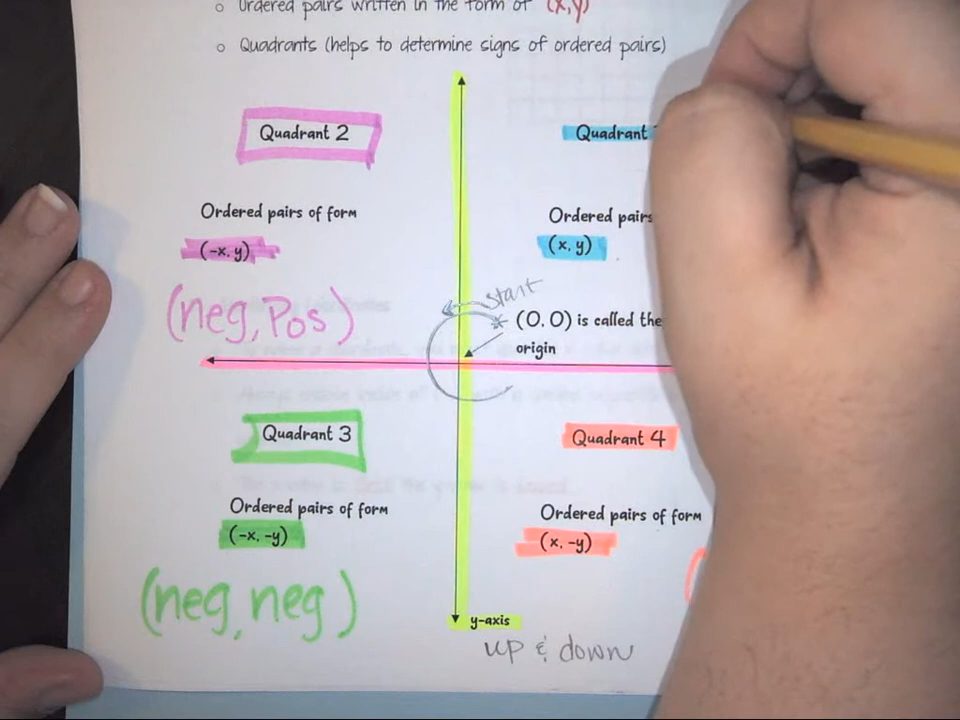 Ordered pairs written in the form of (x,y)
Quadrants (helps to determine signs of ordered pairs)
Quadrant 2
Quadrant
Ordered pairs of form
Ordered pairs
(-x, y)
(x, y)
start
(neg, Pos)
(0, 0) is called the
origin
Quadrant 3
Quadrant 4
Ordered pairs of form
Ordered pairs of form
(-x, -y)
(x, -y)
(neg, neg)
y-axis
up & down